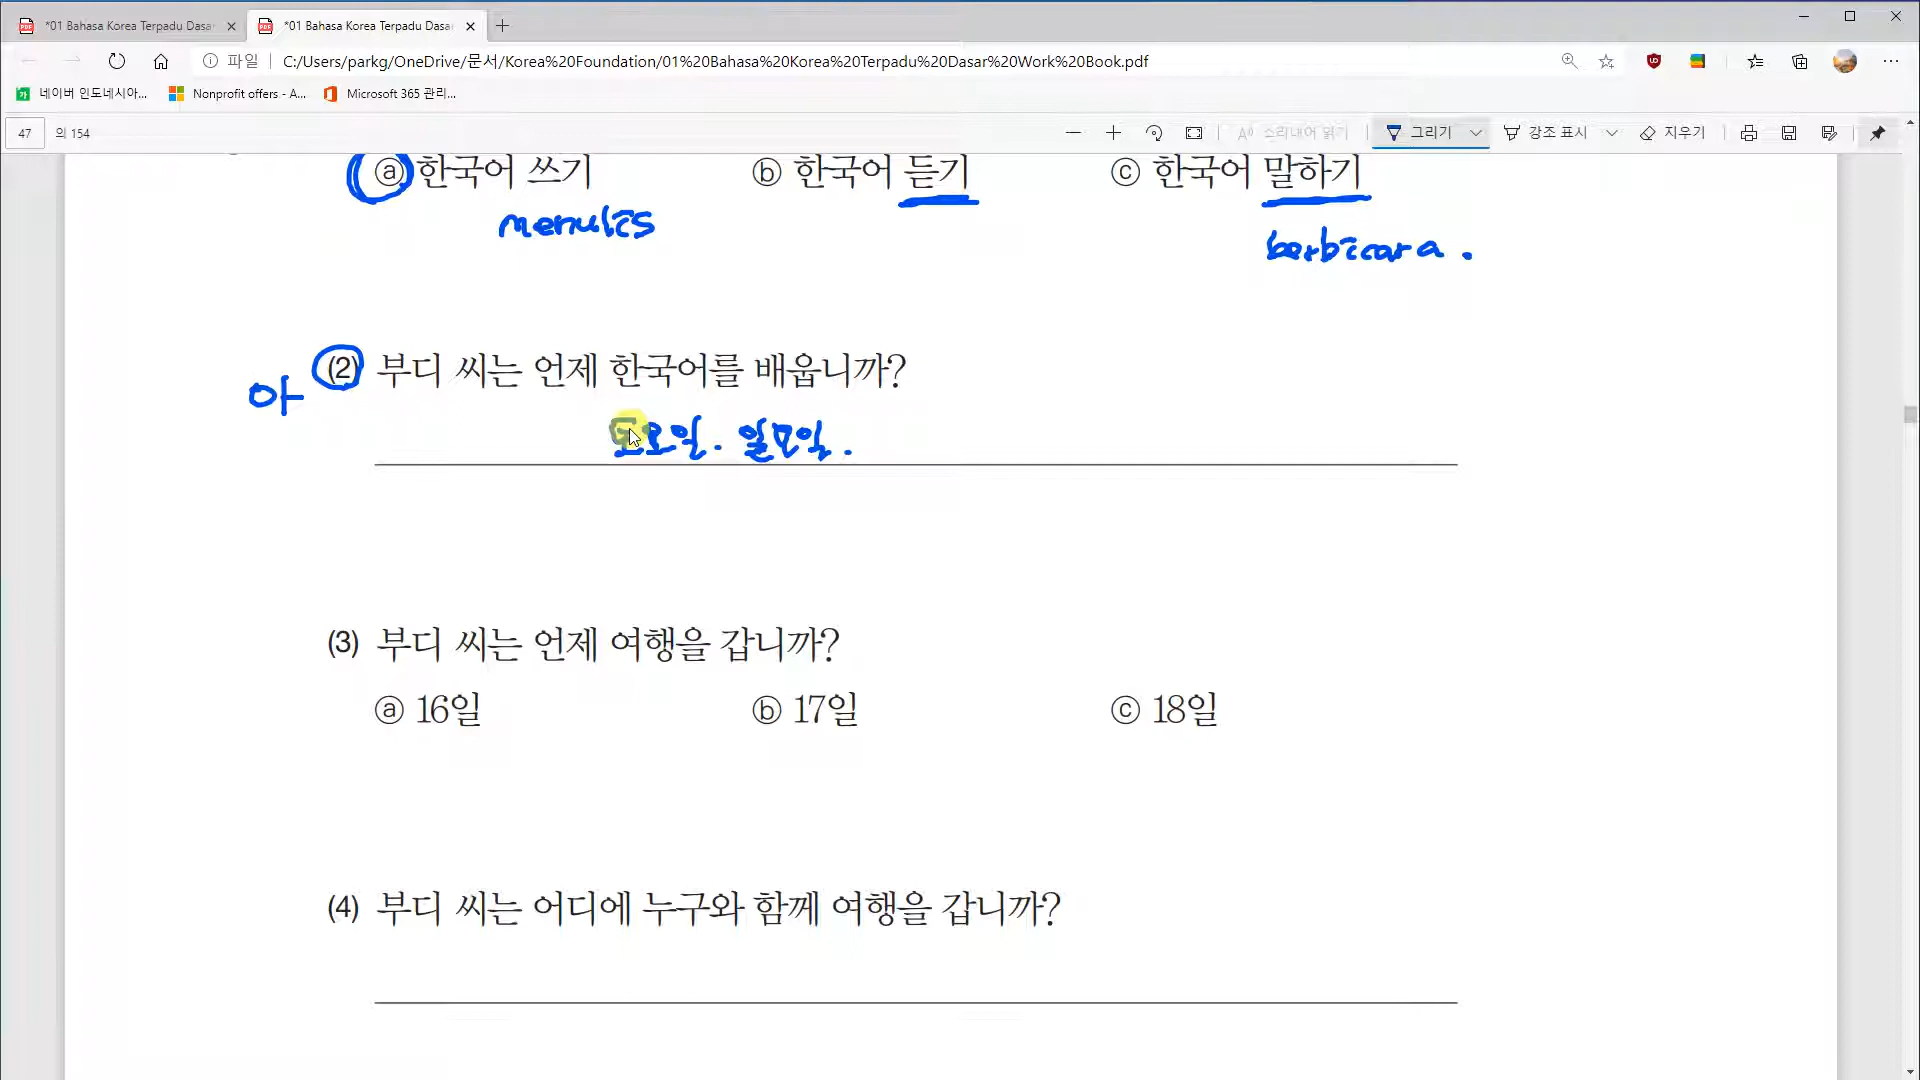 *01 Bahasa Korea Terpadu Dasa
*01 Bahasa Korea Terpadu Dasa
파일
C:/Users/parkg/OneDrive/문서/Korea%20Foundation/01%20Bahasa%20Korea%20Terpadu%20Dasar%20Work%20Book.pdf
네이버 인도네시아...
Nonprofit offers - A...
Microsoft 365 관리...
47 의 154
소리내어 읽기
그리기
강조 표시
지우기
ⓐ 한국어 쓰기 ⓑ 한국어 듣기 ⓒ 한국어 말하기
menulis
berbicara .
(2) 부디 씨는 언제 한국어를 배웁니까?
아
토요일 . 일요일 .
(3) 부디 씨는 언제 여행을 갑니까?
ⓐ 16일 ⓑ 17일 ⓒ 18일
(4) 부디 씨는 어디에 누구와 함께 여행을 갑니까?